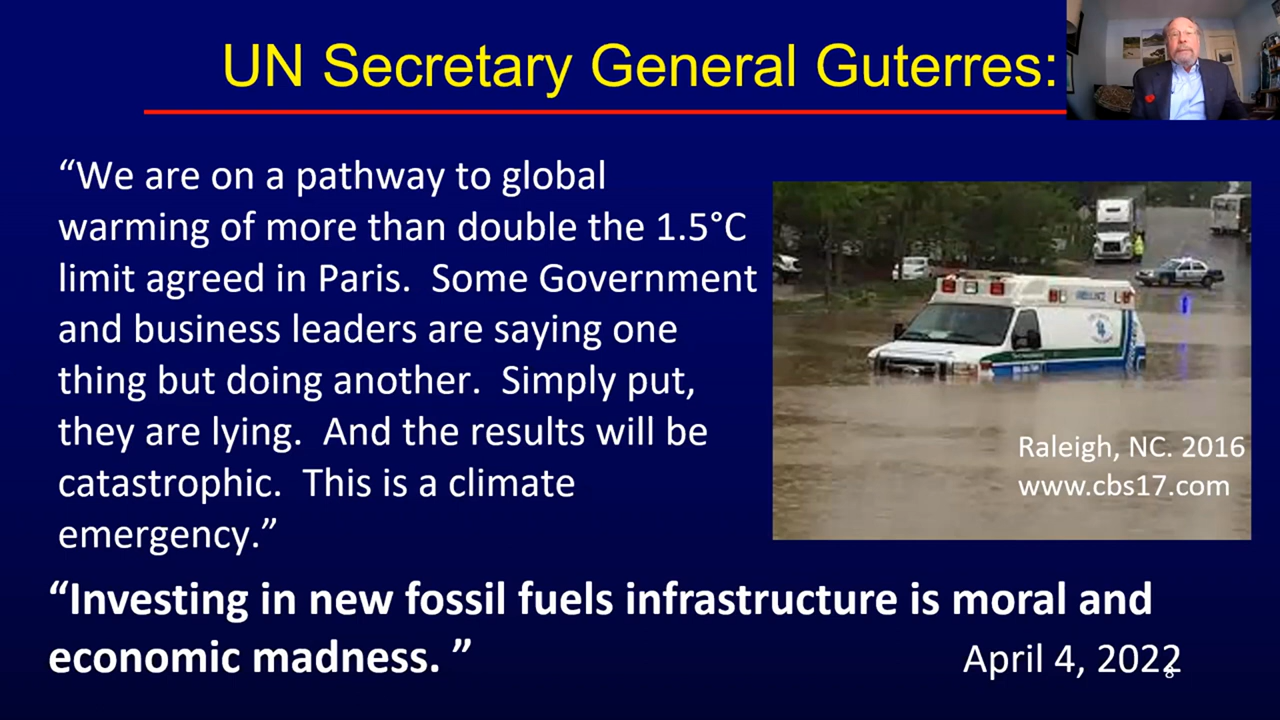 UN Secretary General Guterres:
“We are on a pathway to global
warming of more than double the 1.5°C
limit agreed in Paris.  Some Government
and business leaders are saying one
thing but doing another.  Simply put,
they are lying.  And the results will be
catastrophic.  This is a climate
emergency.”
AMBULANCE
Raleigh, NC. 2016
www.cbs17.com
“Investing in new fossil fuels infrastructure is moral and
economic madness. ”
April 4, 2022
8